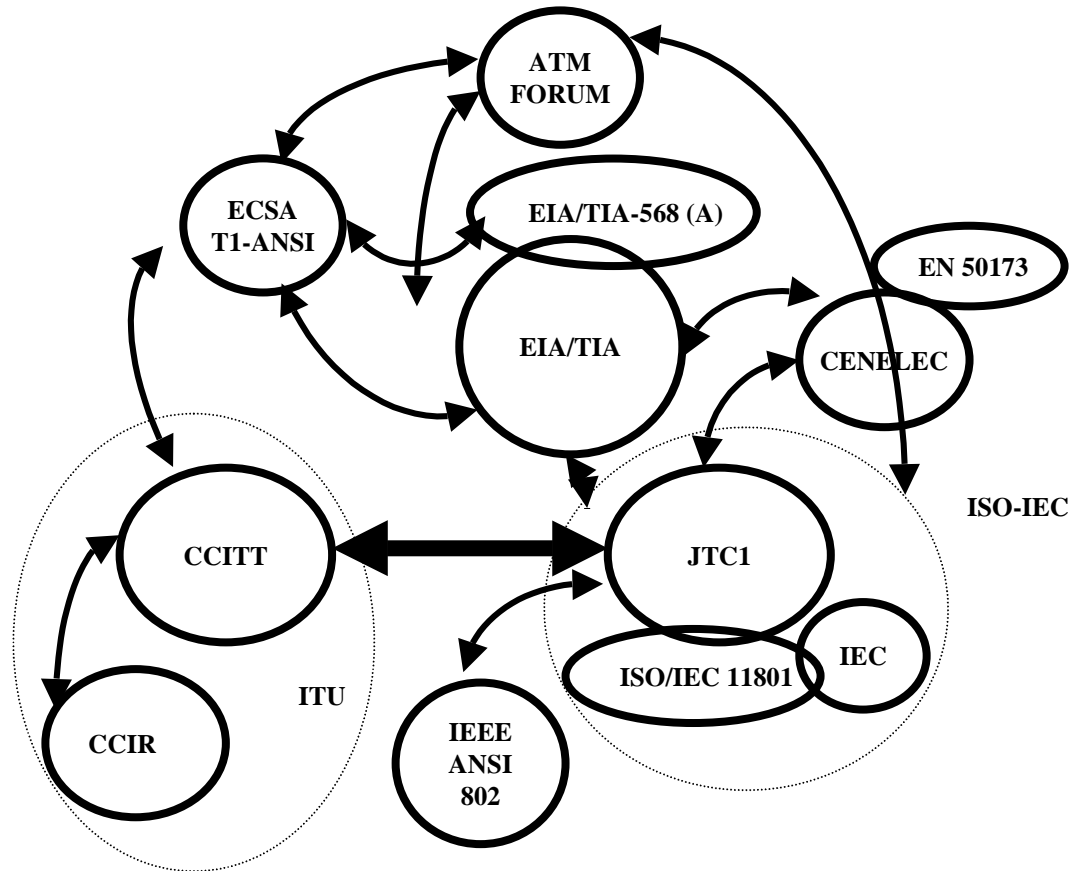 ATM
FORUM
ECSA
T1-ANSI
EIA/TIA-568 (A)
EN 50173
EIA/TIA
CENELEC
ISO-IEC
CCITT
JTC1
IEC
ISO/IEC 11801
ITU
IEEE
ANSI
802
CCIR